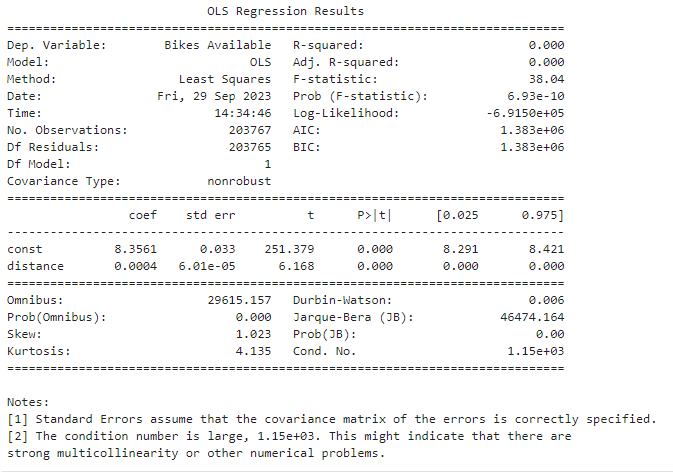 OLS Regression Results
==============================================================================
Dep. Variable: Bikes Available R-squared: 0.000
Model: OLS Adj. R-squared: 0.000
Method: Least Squares F-statistic: 38.04
Date: Fri, 29 Sep 2023 Prob (F-statistic): 6.93e-10
Time: 14:34:46 Log-Likelihood: -6.9150e+05
No. Observations: 203767 AIC: 1.383e+06
Df Residuals: 203765 BIC: 1.383e+06
Df Model: 1
Covariance Type: nonrobust
==============================================================================
coef std err t P>|t| [0.025 0.975]
------------------------------------------------------------------------------
const 8.3561 0.033 251.379 0.000 8.291 8.421
distance 0.0004 6.01e-05 6.168 0.000 0.000 0.000
==============================================================================
Omnibus: 29615.157 Durbin-Watson: 0.006
Prob(Omnibus): 0.000 Jarque-Bera (JB): 46474.164
Skew: 1.023 Prob(JB): 0.00
Kurtosis: 4.135 Cond. No. 1.15e+03
==============================================================================
Notes:
[1] Standard Errors assume that the covariance matrix of the errors is correctly specified.
[2] The condition number is large, 1.15e+03. This might indicate that there are
strong multicollinearity or other numerical problems.